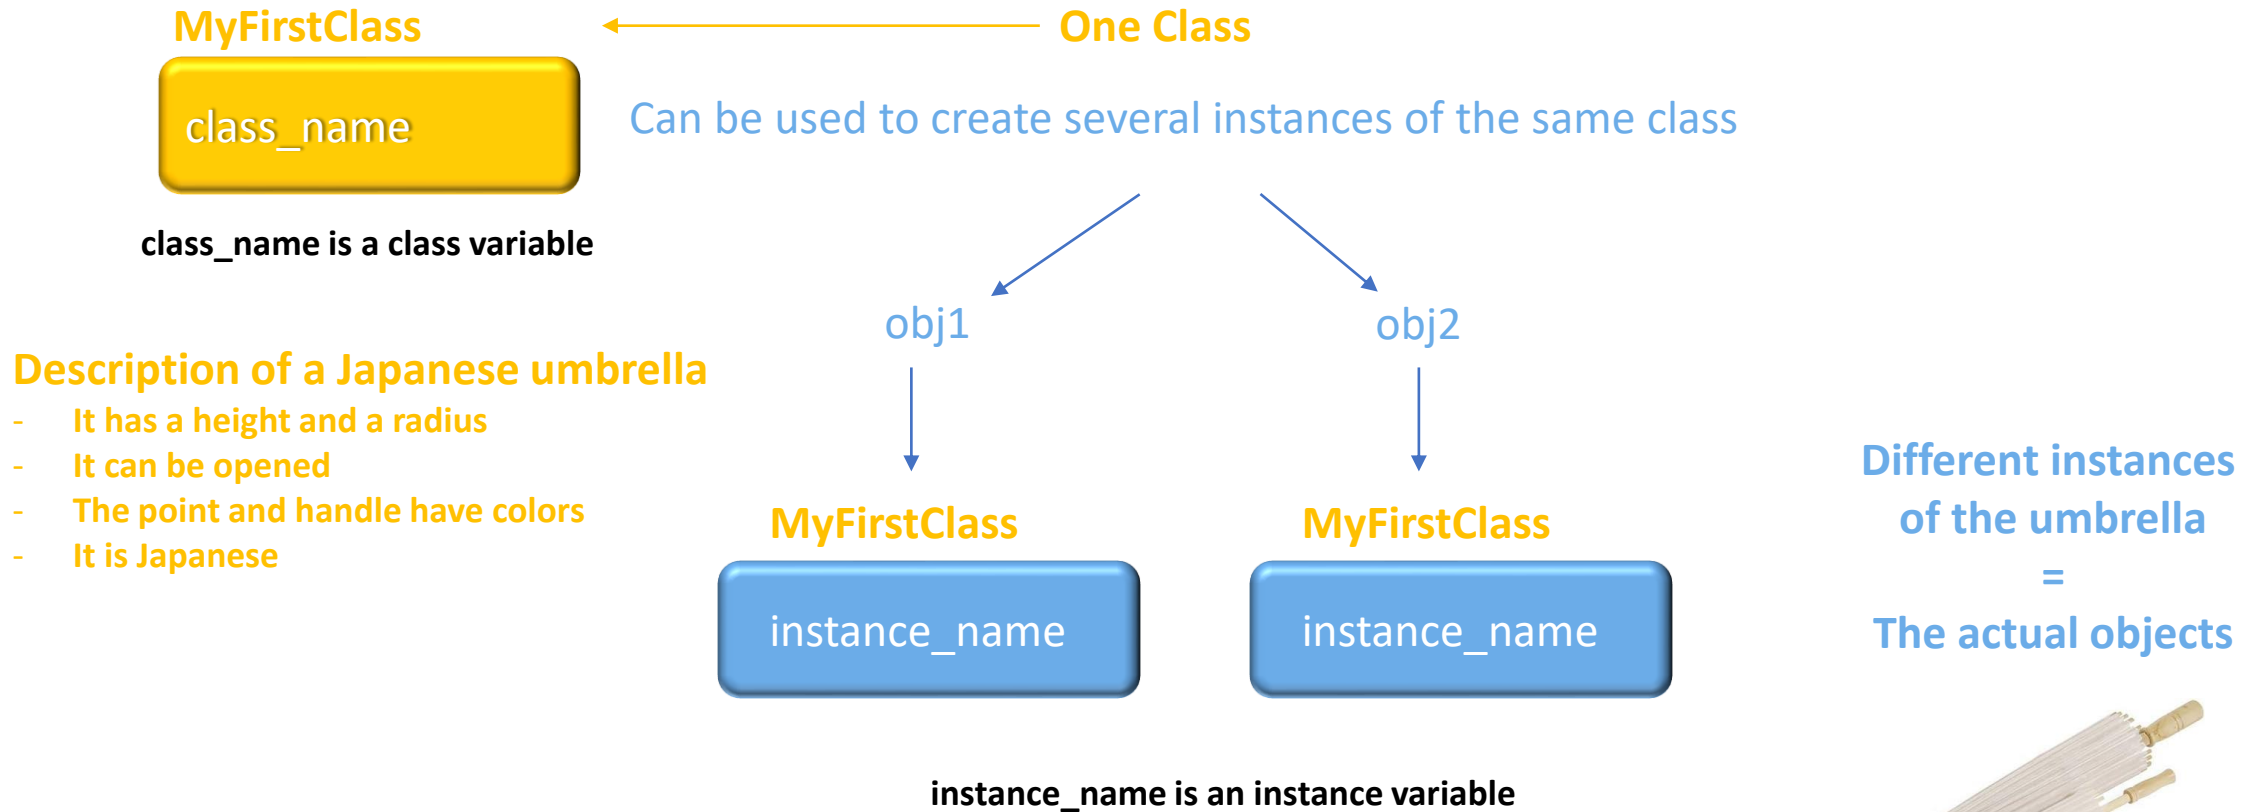 MyFirstClass
One Class
class_name
Can be used to create several instances of the same class
class_name is a class variable
obj1
obj2
Description of a Japanese umbrella
- It has a height and a radius
- It can be opened
- The point and handle have colors
- It is Japanese
MyFirstClass
MyFirstClass
instance_name
instance_name
instance_name is an instance variable
Different instances
of the umbrella
=
The actual objects